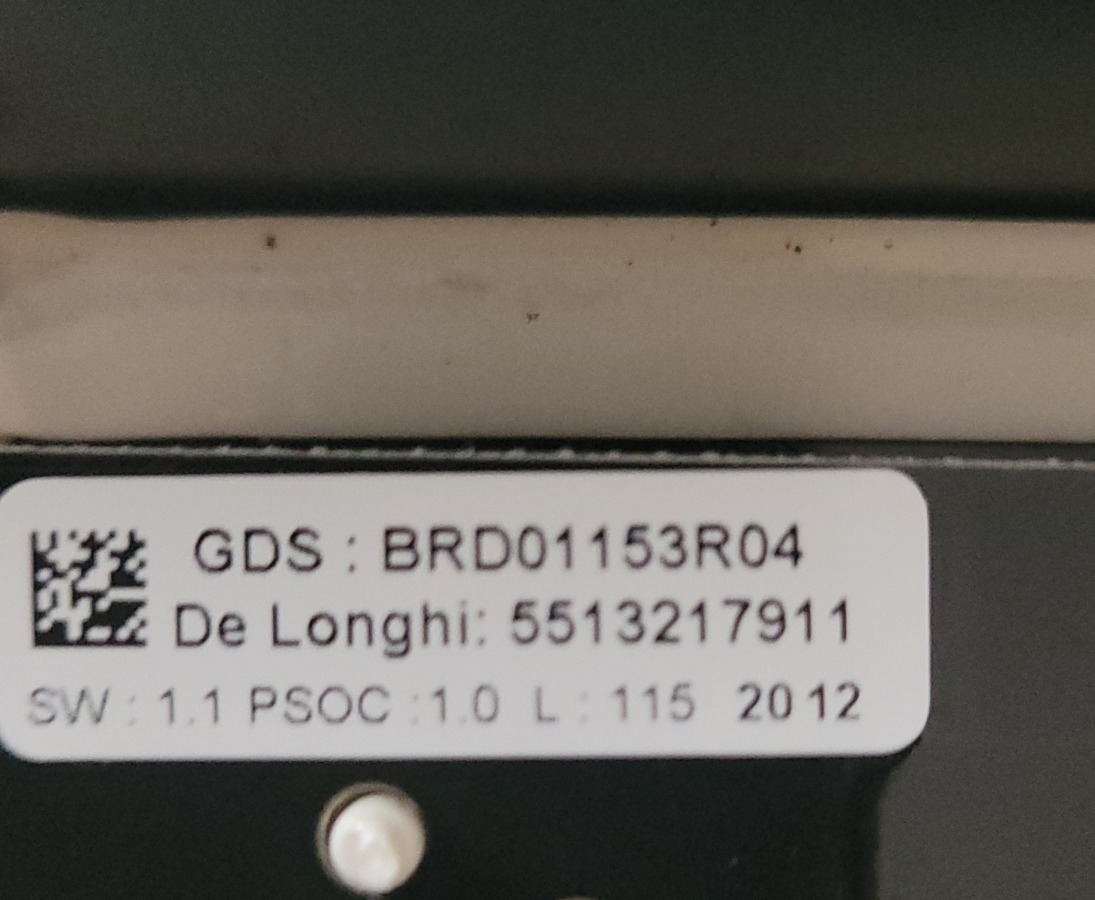 GDS : BRD01153R04
De Longhi: 5513217911
SW : 1.1 PSOC :1.0 L : 115 2012